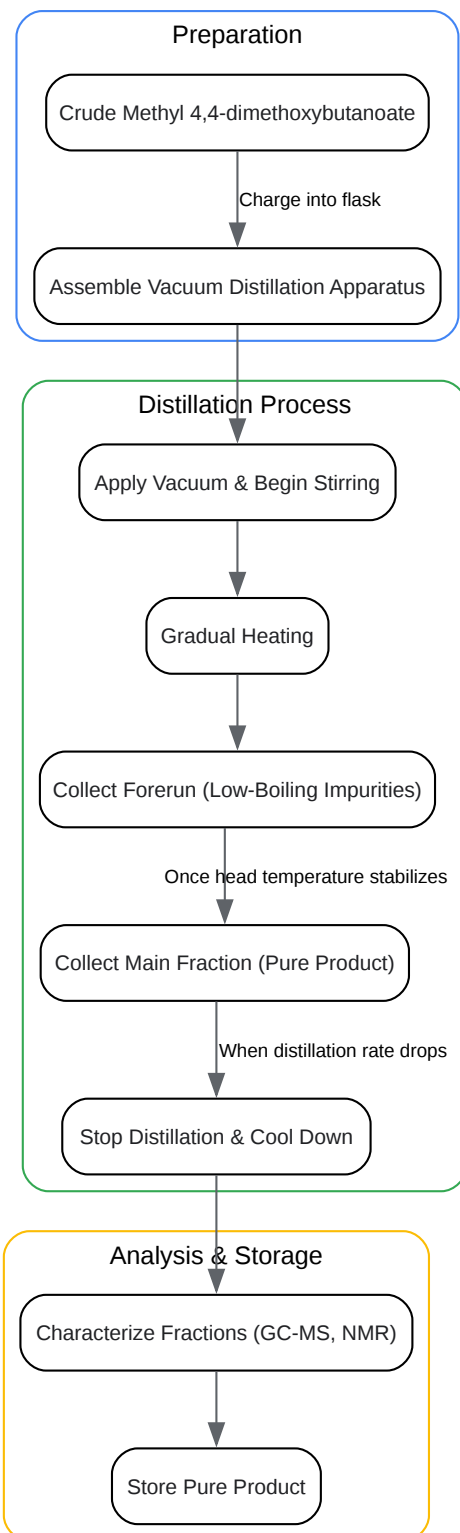 Preparation
Crude Methyl 4,4-dimethoxybutanoate
Charge into flask
Assemble Vacuum Distillation Apparatus
Distillation Process
Apply Vacuum & Begin Stirring
Gradual Heating
Collect Forerun (Low-Boiling Impurities)
Once head temperature stabilizes
Collect Main Fraction (Pure Product)
When distillation rate drops
Stop Distillation & Cool Down
Analysis & Storage
Characterize Fractions (GC-MS, NMR)
Store Pure Product